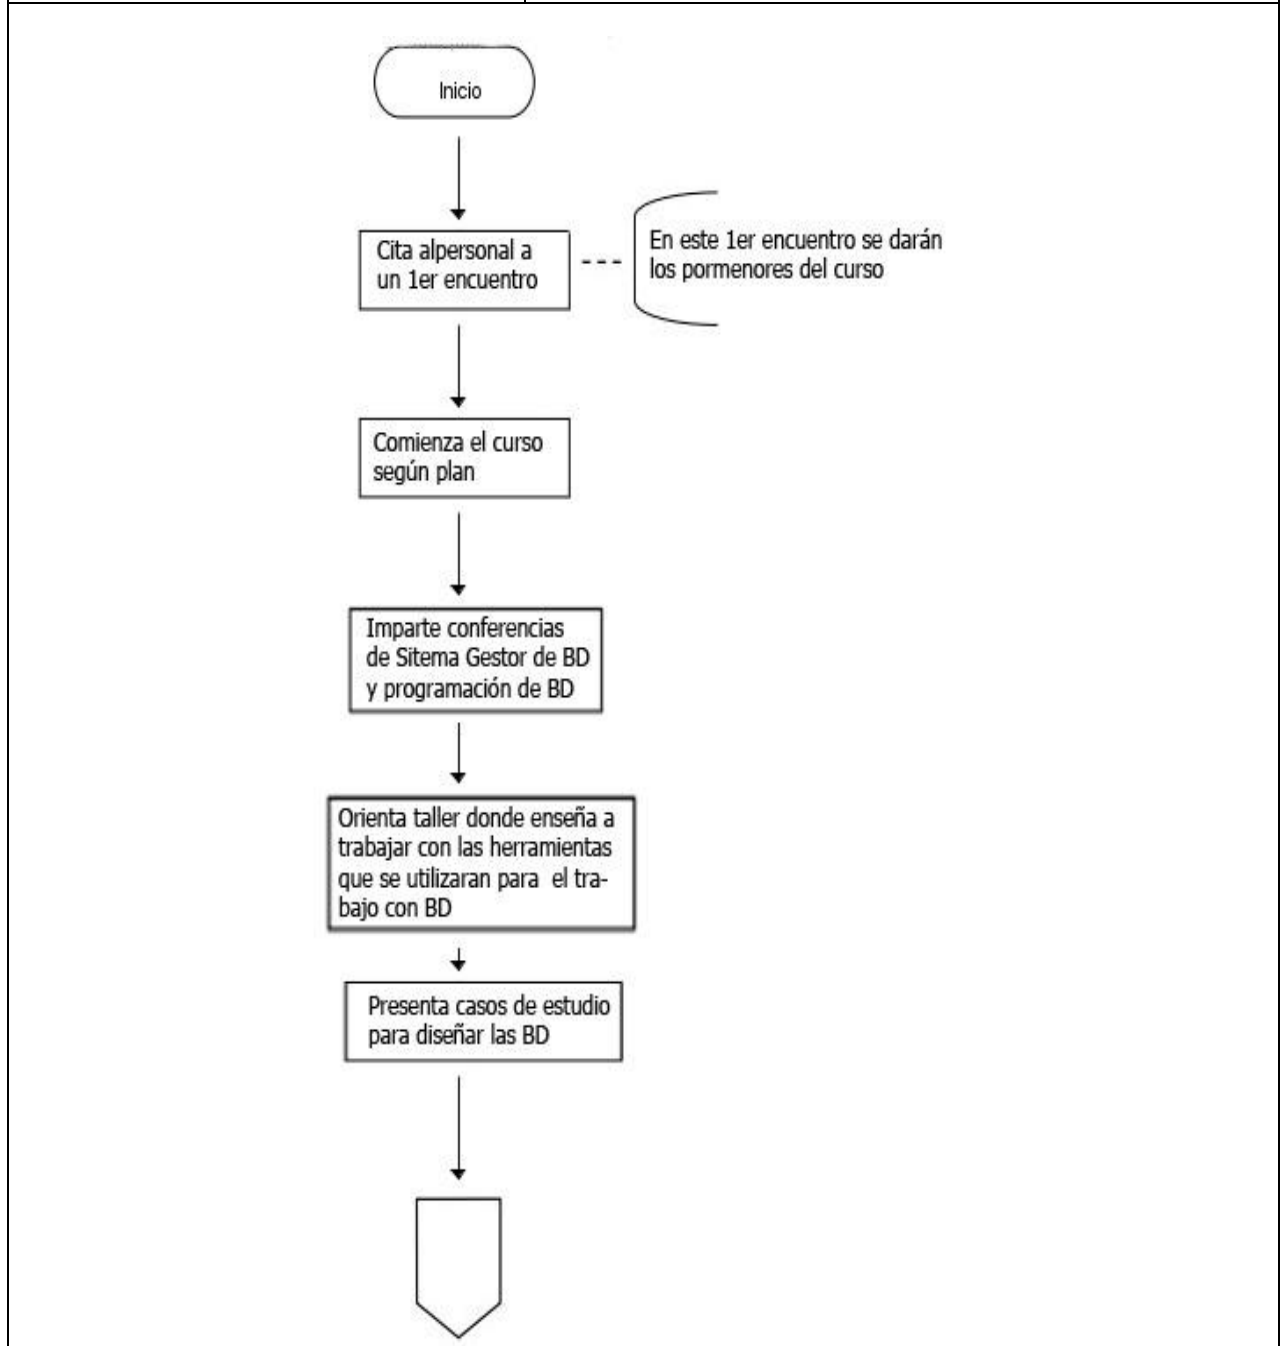 Inicio
Cita alpersonal a
un 1er encuentro
En este 1er encuentro se darán
los pormenores del curso
Comienza el curso
según plan
Imparte conferencias
de Sitema Gestor de BD
y programación de BD
Orienta taller donde enseña a
trabajar con las herramientas
que se utilizaran para el tra-
bajo con BD
Presenta casos de estudio
para diseñar las BD